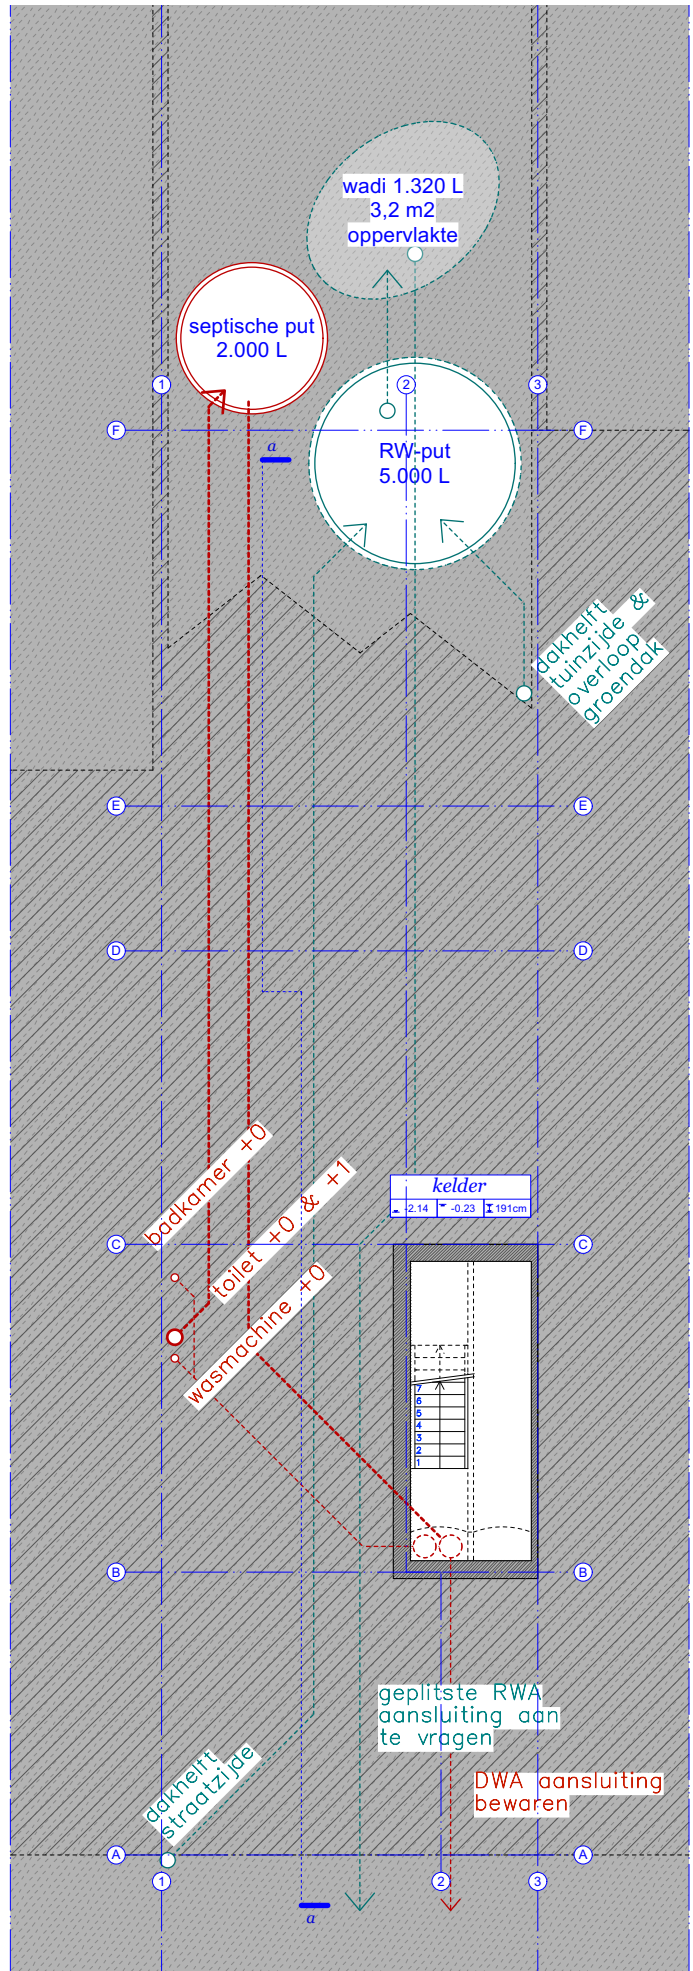 wadi 1.320 L
3,2 m2
oppervlakte
septische put
2.000 L
1
2
3
F
F
a
RW-put
5.000 L
dakhelft
tuinzijde &
overloop
groendak
E
E
D
D
badkamer +0
toilet +0 & +1
wasmachine +0
kelder
-2.14
-0.23
191cm
C
C
7
6
5
4
3
2
1
B
B
geplitste RWA
aansluiting aan
te vragen
DWA aansluiting
bewaren
dakhelft
straatzijde
A
A
1
2
3
a